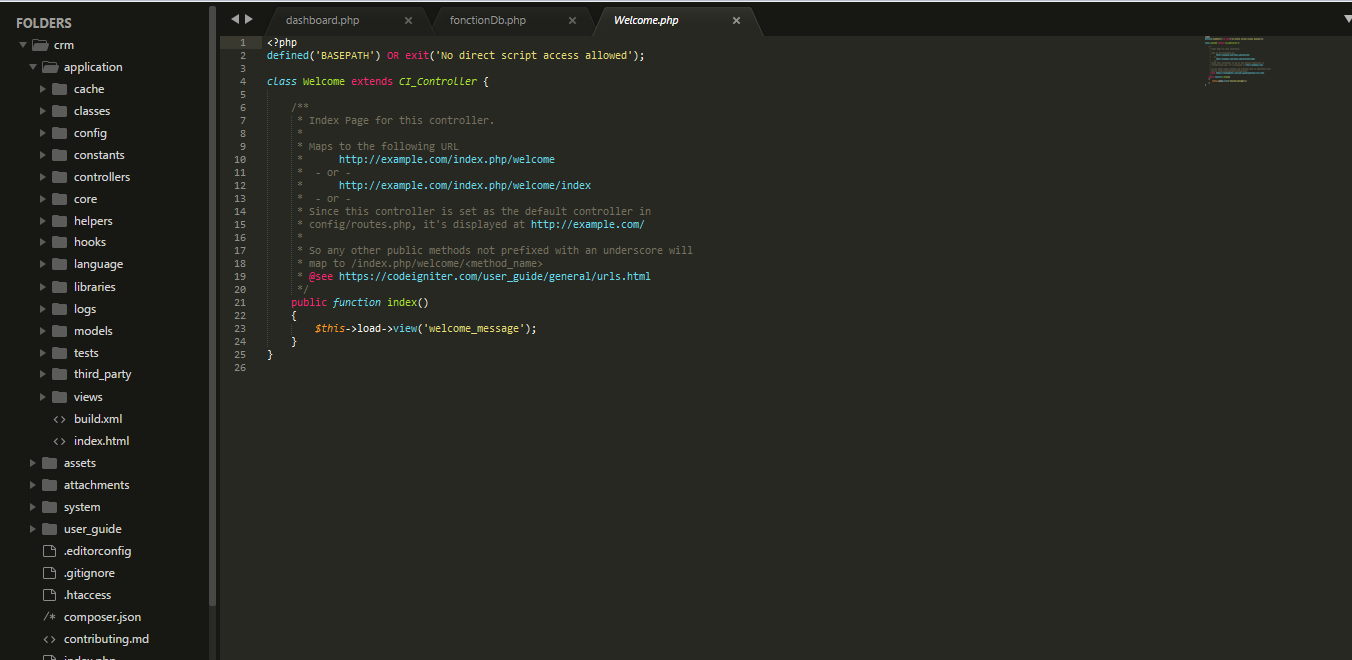 FOLDERS
crm
application
cache
classes
config
constants
controllers
core
helpers
hooks
language
libraries
logs
models
tests
third_party
views
<> build.xml
<> index.html
assets
attachments
system
user_guide
.editorconfig
.gitignore
.htaccess
/* composer.json
<> contributing.md
index.php
dashboard.php ×
fonctionDb.php ×
Welcome.php ×
1 <?php
2 defined('BASEPATH') OR exit('No direct script access allowed');
3
4 class Welcome extends CI_Controller {
5
6 /**
7 * Index Page for this controller.
8 *
9 * Maps to the following URL
10 * http://example.com/index.php/welcome
11 * - or -
12 * http://example.com/index.php/welcome/index
13 * - or -
14 * Since this controller is set as the default controller in
15 * config/routes.php, it's displayed at http://example.com/
16 *
17 * So any other public methods not prefixed with an underscore will
18 * map to /index.php/welcome/<method_name>
19 * @see https://codeigniter.com/user_guide/general/urls.html
20 */
21 public function index()
22 {
23 $this->load->view('welcome_message');
24 }
25 }
26